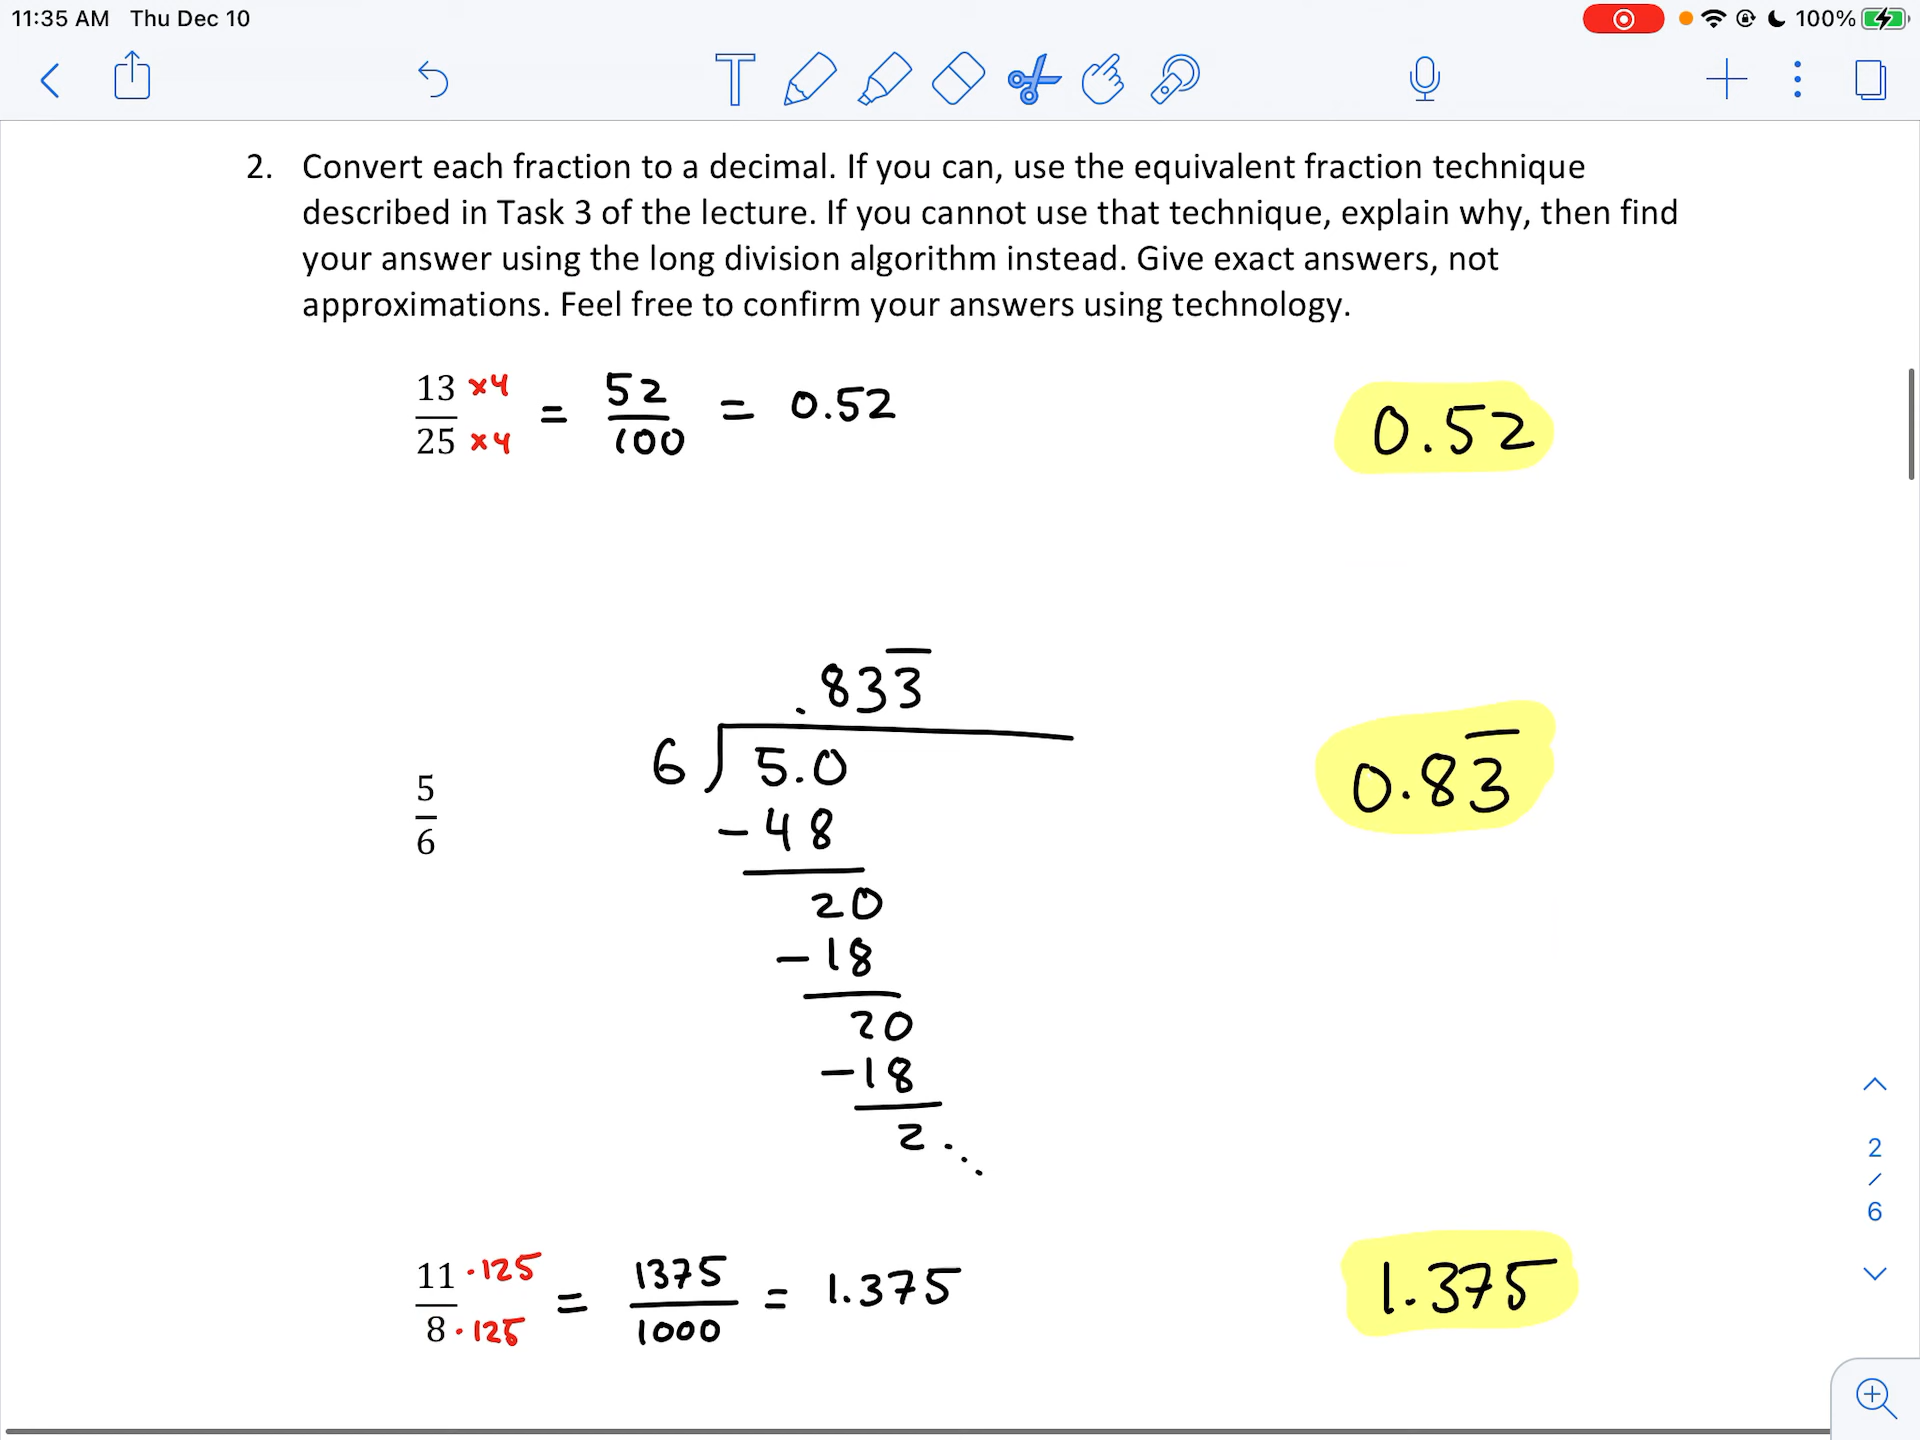 11:35 AM Thu Dec 10
100%
2. Convert each fraction to a decimal. If you can, use the equivalent fraction technique
described in Task 3 of the lecture. If you cannot use that technique, explain why, then find
your answer using the long division algorithm instead. Give exact answers, not
approximations. Feel free to confirm your answers using technology.
13 ×4 = 52 = 0.52
25 ×4 100
0.52
.833̅
6 5.0
5
6
-48
20
-18
20
-18
2...
0.83̅
11 ·125 = 1375 = 1.375
8 ·125 1000
1.375
2
/
6